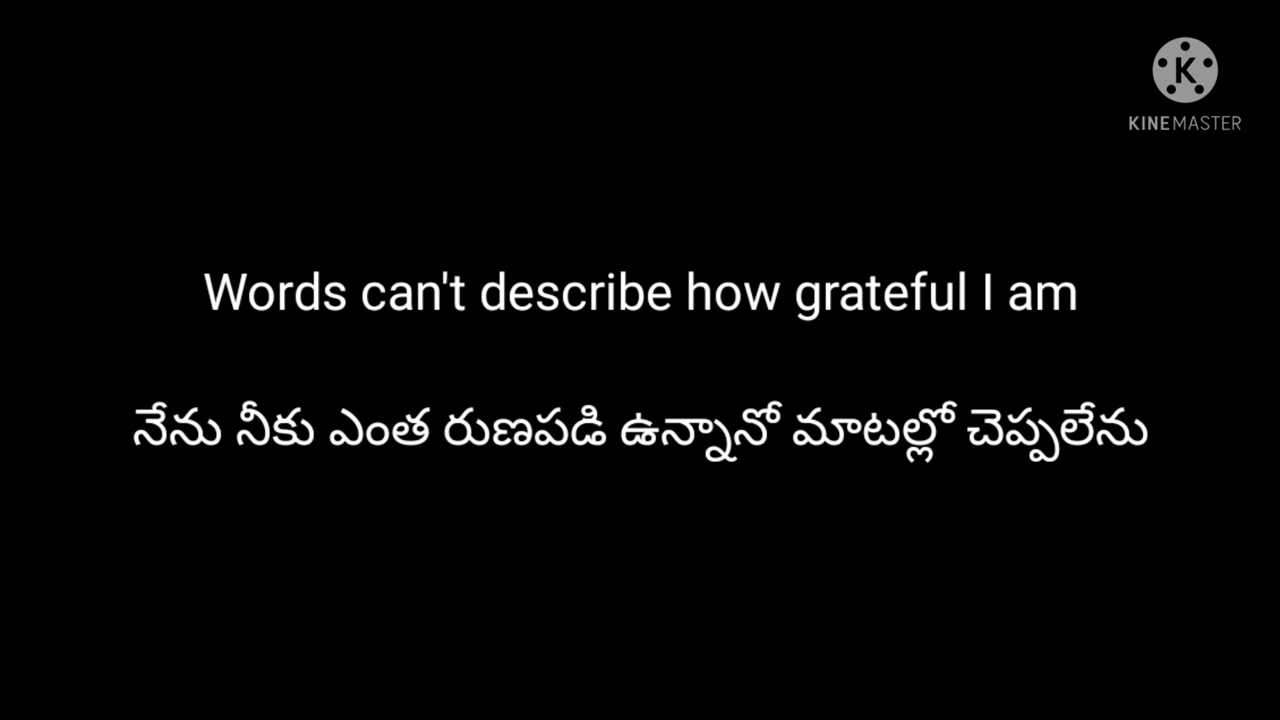 K
KINEMASTER
Words can't describe how grateful I am
నేను నీకు ఎంత రుణపడి ఉన్నానో మాటల్లో చెప్పలేను